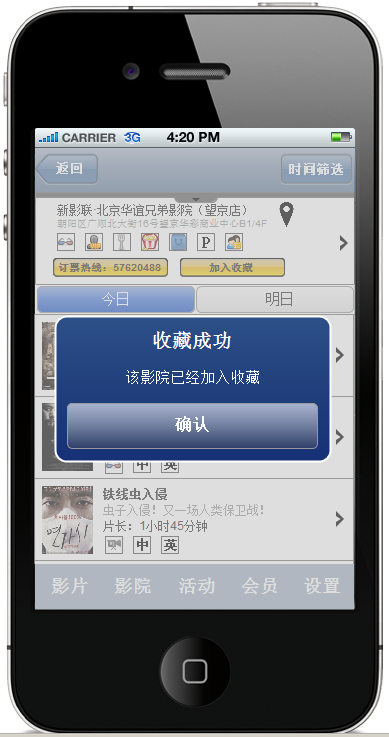 CARRIER 3G 4:20 PM
返回 时间筛选
新影联·北京华谊兄弟影院（望京店）
朝阳区广顺北大街16号望京华彩商业中心B1/4F
P
订票热线：57620488 加入收藏
今日 明日
收藏成功
该影院已经加入收藏
确认
中 英
铁线虫入侵
虫子入侵！又一场人类保卫战！
片长：1小时45分钟
中 英
影片 影院 活动 会员 设置